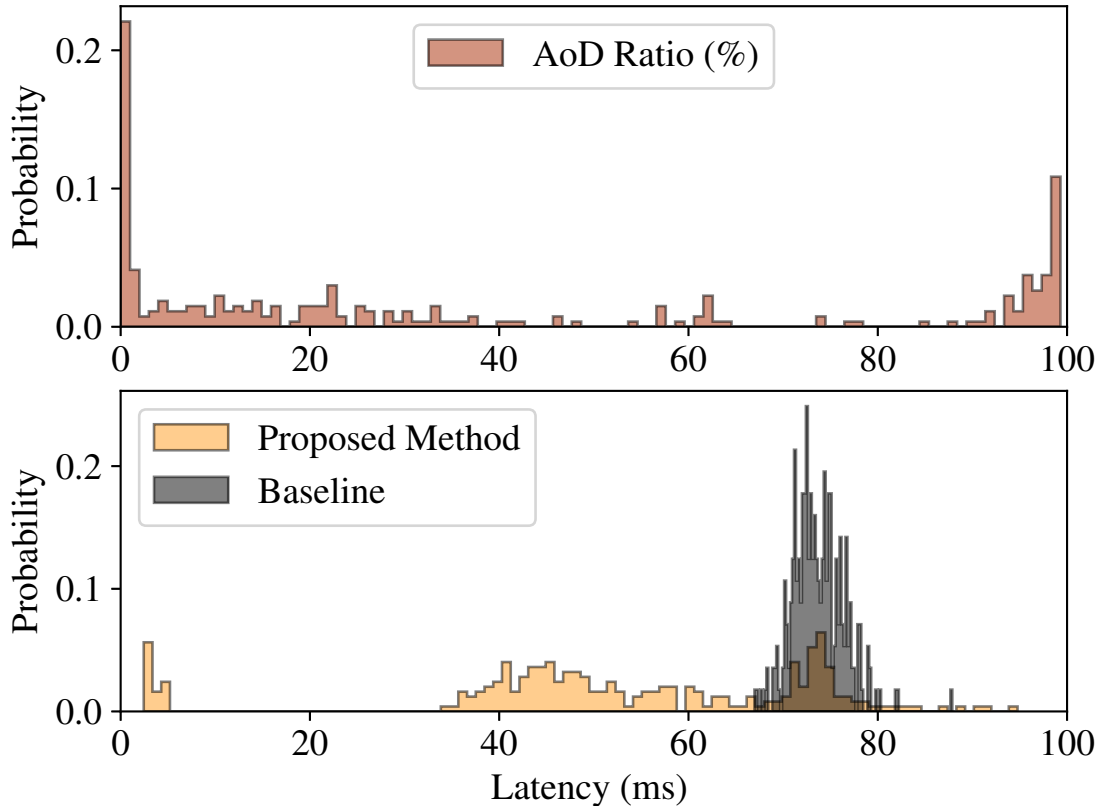 0.2
AoD Ratio (%)
Probability
0.1
0.0
0 20 40 60 80 100
Proposed Method
0.2
Baseline
Probability
0.1
0.0
0 20 40 60 80 100
Latency (ms)